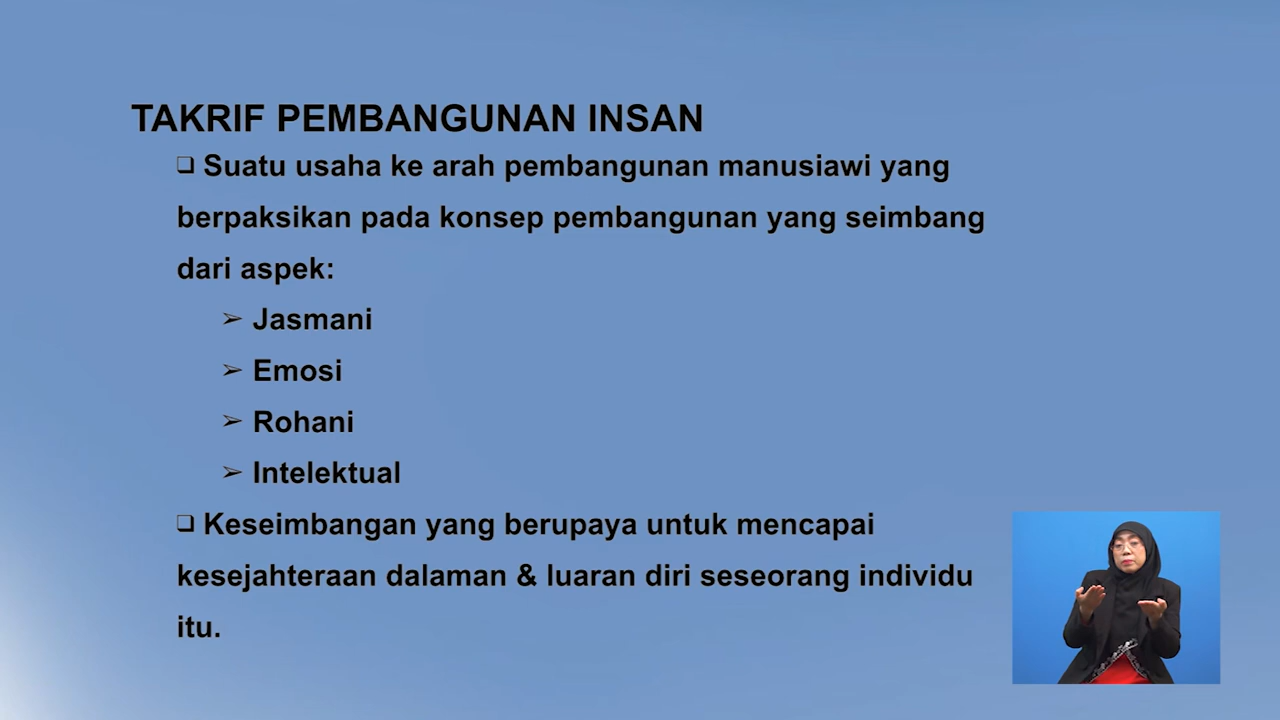 TAKRIF PEMBANGUNAN INSAN
❑ Suatu usaha ke arah pembangunan manusiawi yang
berpaksikan pada konsep pembangunan yang seimbang
dari aspek:
➢ Jasmani
➢ Emosi
➢ Rohani
➢ Intelektual
❑ Keseimbangan yang berupaya untuk mencapai
kesejahteraan dalaman & luaran diri seseorang individu
itu.